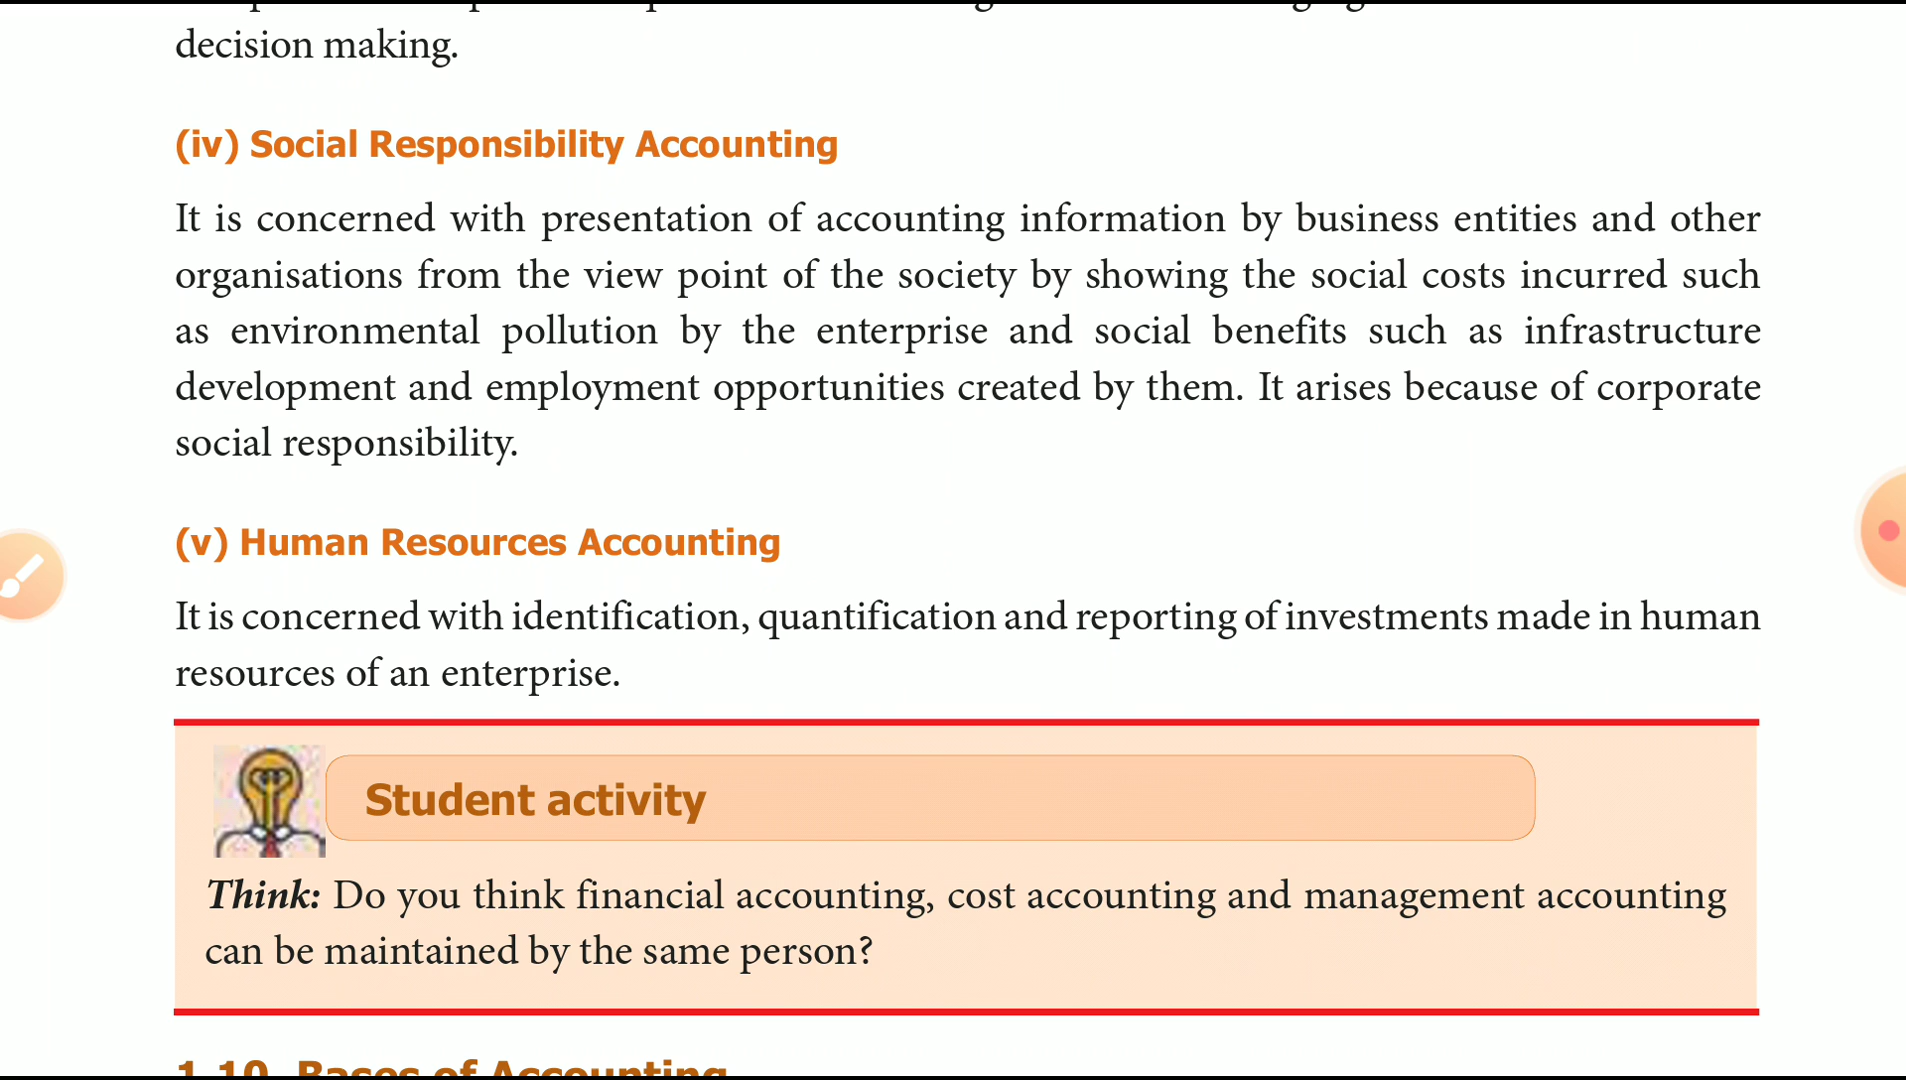 decision making.
(iv) Social Responsibility Accounting
It is concerned with presentation of accounting information by business entities and other
organisations from the view point of the society by showing the social costs incurred such
as environmental pollution by the enterprise and social benefits such as infrastructure
development and employment opportunities created by them. It arises because of corporate
social responsibility.
(v) Human Resources Accounting
It is concerned with identification, quantification and reporting of investments made in human
resources of an enterprise.
Student activity
Think: Do you think financial accounting, cost accounting and management accounting
can be maintained by the same person?
1.10 Bases of Accounting